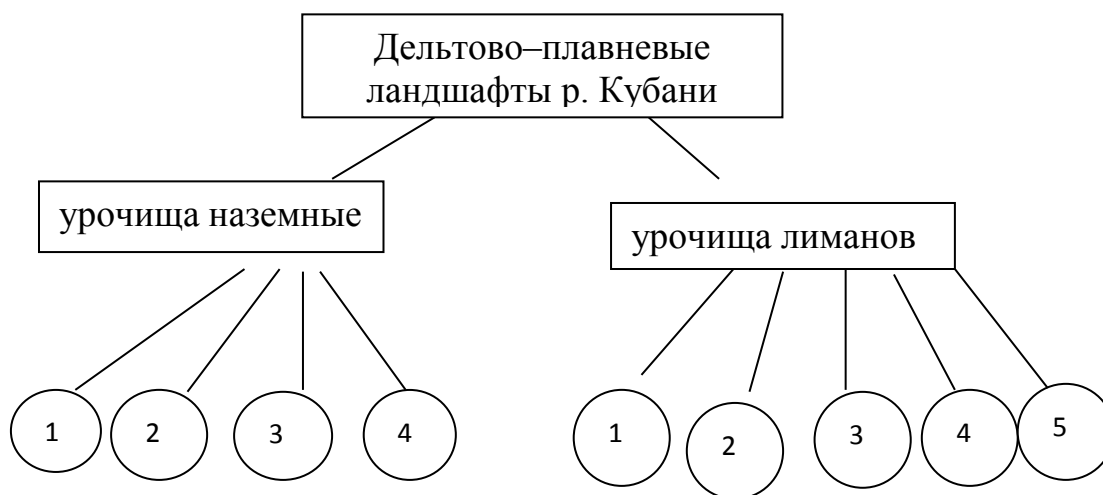 Дельтово–плавневые
ландшафты р. Кубани
урочища наземные
урочища лиманов
1
2
3
4
1
2
3
4
5